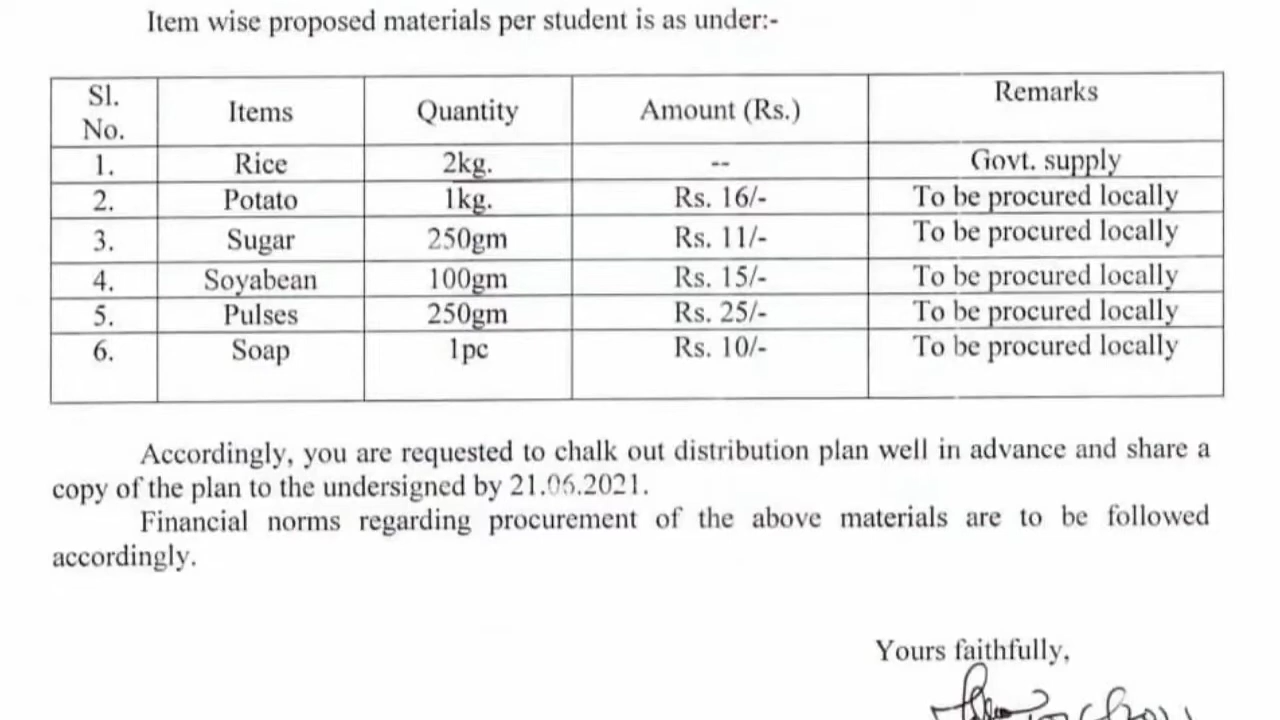 Item wise proposed materials per student is as under:-
Sl. No. Items Quantity Amount (Rs.) Remarks
1. Rice 2kg. -- Govt. supply
2. Potato 1kg. Rs. 16/- To be procured locally
3. Sugar 250gm Rs. 11/- To be procured locally
4. Soyabean 100gm Rs. 15/- To be procured locally
5. Pulses 250gm Rs. 25/- To be procured locally
6. Soap 1pc Rs. 10/- To be procured locally
Accordingly, you are requested to chalk out distribution plan well in advance and share a
copy of the plan to the undersigned by 21.06.2021.
Financial norms regarding procurement of the above materials are to be followed
accordingly.
Yours faithfully,